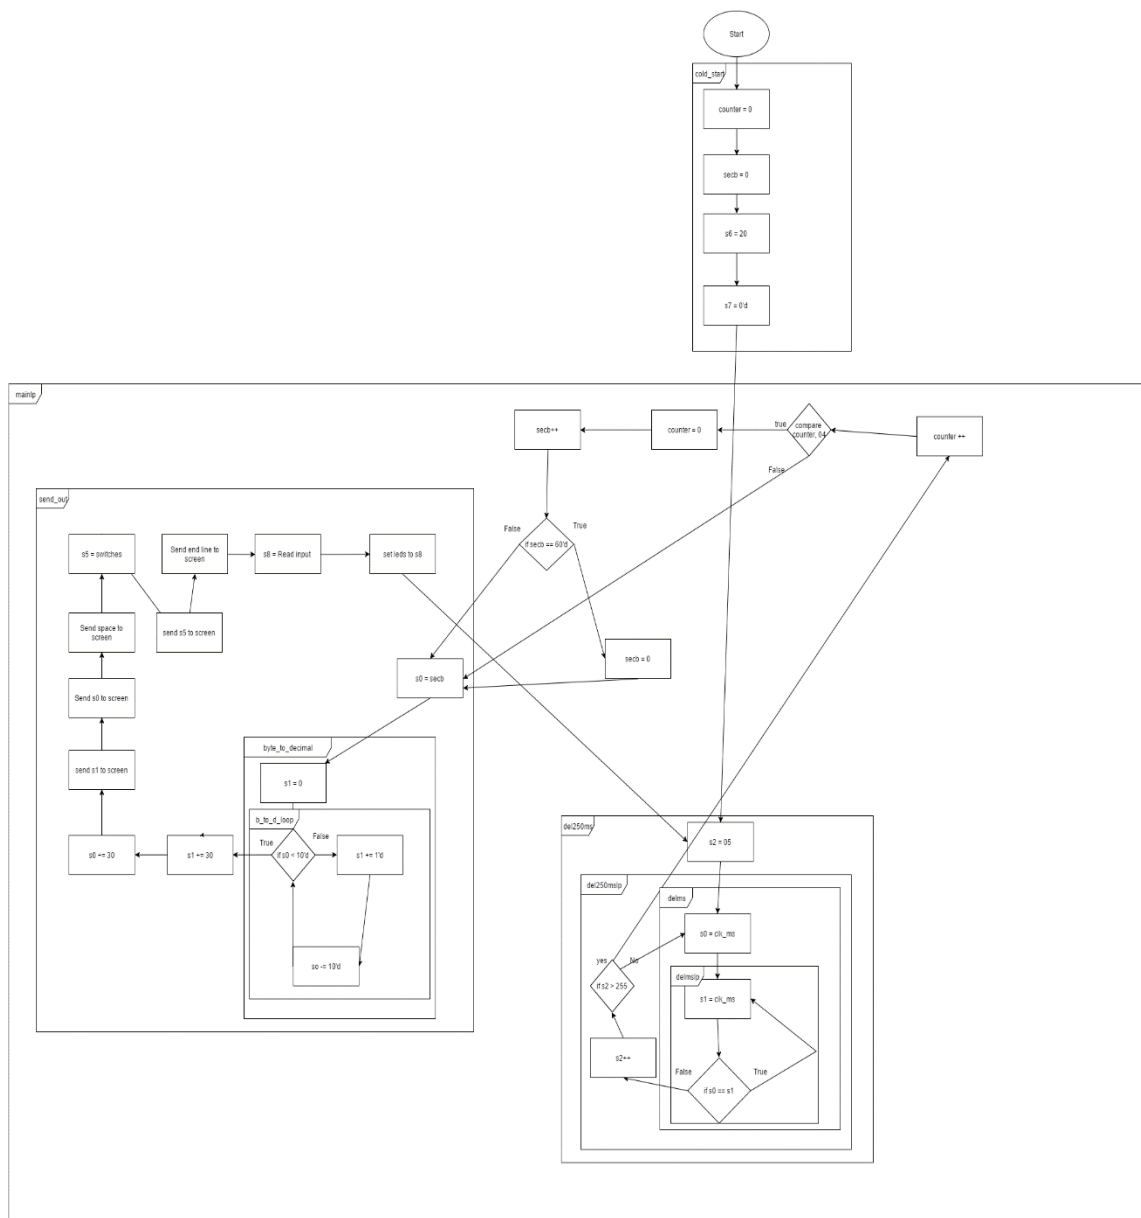 Start
cold_start
counter = 0
secb = 0
s6 = 20
s7 = 0'd
mainlp
secb++
counter = 0
true
compare
counter, 04
counter ++
False
send_out
False
True
if secb == 60'd
s5 = switches
Send end line to
screen
s8 = Read input
set leds to s8
Send space to
screen
send s5 to screen
secb = 0
s0 = secb
Send s0 to screen
byte_to_decimal
send s1 to screen
s1 = 0
b_to_d_loop
True
False
if s0 < 10'd
s1 += 1'd
s0 += 30
s1 += 30
so -= 10'd
del250ms
s2 = 05
del250mslp
delms
s0 = clk_ms
yes
No
if s2 > 255
delmslp
s1 = clk_ms
s2++
False
True
if s0 == s1